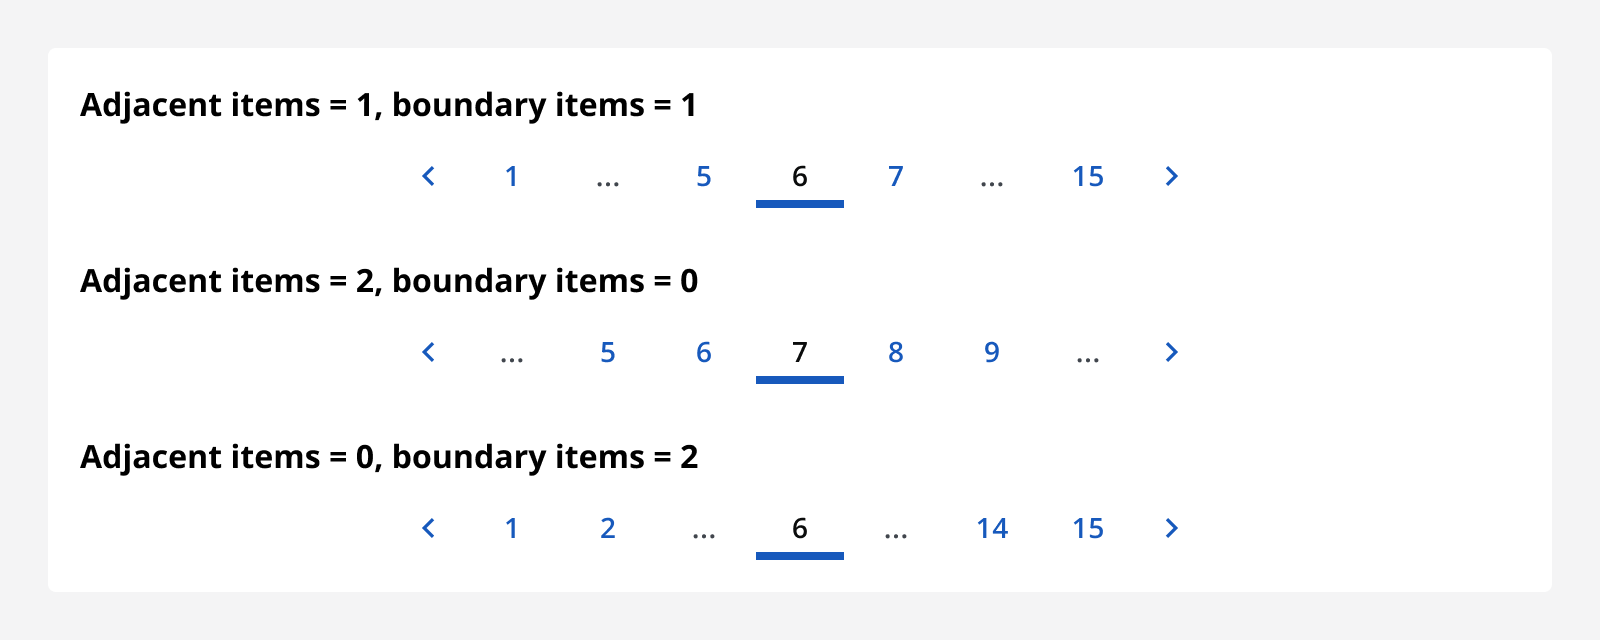 Adjacent items = 1, boundary items = 1
1 ... 5 6 7 ... 15
Adjacent items = 2, boundary items = 0
... 5 6 7 8 9 ...
Adjacent items = 0, boundary items = 2
1 2 ... 6 ... 14 15